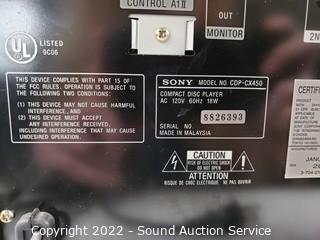 CONTROL A1II
OUT
MONITOR
2N
UL
LISTED
9C06
THIS DEVICE COMPLIES WITH PART 15 OF
THE FCC RULES. OPERATION IS SUBJECT TO
THE FOLLOWING TWO CONDITIONS:
(1) THIS DEVICE MAY NOT CAUSE HARMFUL
INTERFERENCE, AND
(2) THIS DEVICE MUST ACCEPT ANY
INTERFERENCE RECEIVED,
INCLUDING INTERFERENCE THAT MAY CAUSE
UNDESIRED OPERATION.
SONY MODEL NO. CDP-CX450
COMPACT DISC PLAYER
AC 120V 60Hz 18W
SERIAL NO. 8826393
MADE IN MALAYSIA
CAUTION
RISK OF ELECTRIC SHOCK
DO NOT OPEN
ATTENTION
RISQUE DE CHOC ELECTRIQUE, NE PAS OUVRIR
JANU
Copyright © 2022 - Sound Auction Service